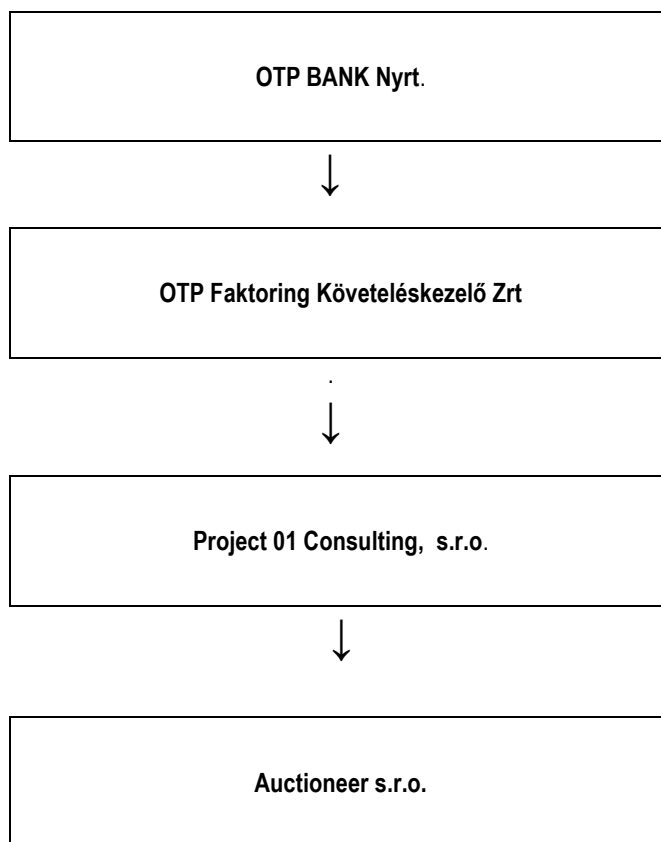 OTP BANK Nyrt.
↓
OTP Faktoring Követeléskezelő Zrt
.
↓
Project 01 Consulting, s.r.o.
↓
Auctioneer s.r.o.